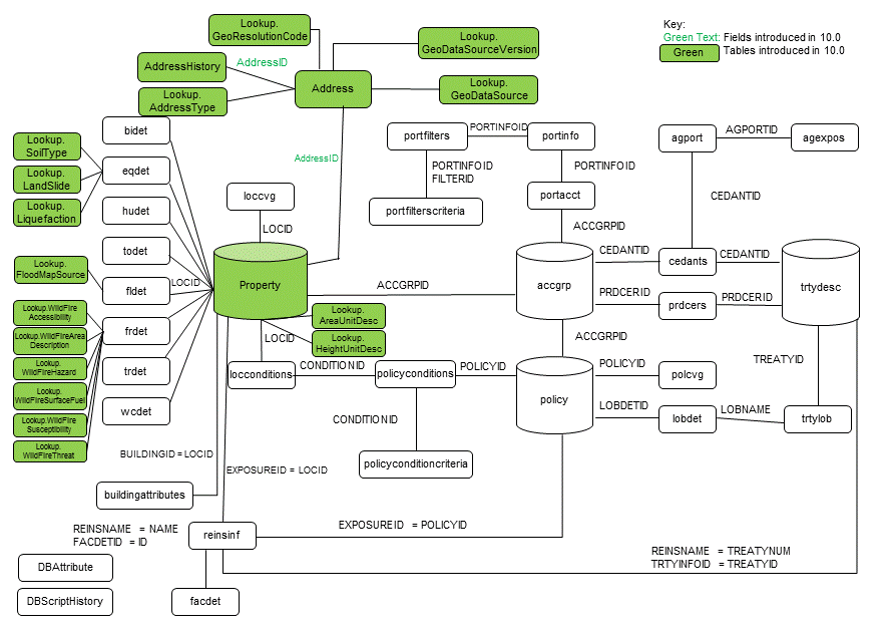 Lookup.
GeoResolutionCode
Lookup.
GeoDataSourceVersion
Key:
Green Text: Fields introduced in 10.0
Green Tables introduced in 10.0
AddressHistory
AddressID
Address
Lookup.
GeoDataSource
Lookup.
AddressType
bidet
portfilters
PORTINFOID
portinfo
agport
AGPORTID
agexpos
Lookup.
SoilType
AddressID
PORTINFOID
FILTERID
PORTINFOID
eqdet
Lookup.
LandSlide
loccvg
portacct
CEDANTID
hudet
Lookup.
Liquefaction
portfilterscriteria
LOCID
ACCGRPID
todet
CEDANTID
cedants
CEDANTID
Lookup.
FloodMapSource
fldet
LOCID
Property
ACCGRPID
accgrp
trtydesc
PRDCERID
prdcers
PRDCERID
Lookup.WildFire
Accessibility
frdet
Lookup.
AreaUnitDesc
LOCID
Lookup.
HeightUnitDesc
ACCGRPID
Lookup.WildFireArea
Description
Lookup.
WildFireHazard
trdet
locconditions
CONDITIONID
policyconditions
POLICYID
policy
POLICYID
polcvg
TREATYID
Lookup.
WildFireSurfaceFuel
wcdet
CONDITIONID
LOBDETID
lobdet
LOBNAME
trtylob
Lookup.WildFire
Susceptibility
Lookup.
WildFireThreat
BUILDINGID = LOCID
EXPOSUREID = LOCID
policyconditioncriteria
buildingattributes
REINSNAME = NAME
FACDETID = ID
reinsinf
EXPOSUREID = POLICYID
REINSNAME = TREATYNUM
TRTYINFOID = TREATYID
DBAttribute
DBScriptHistory
facdet